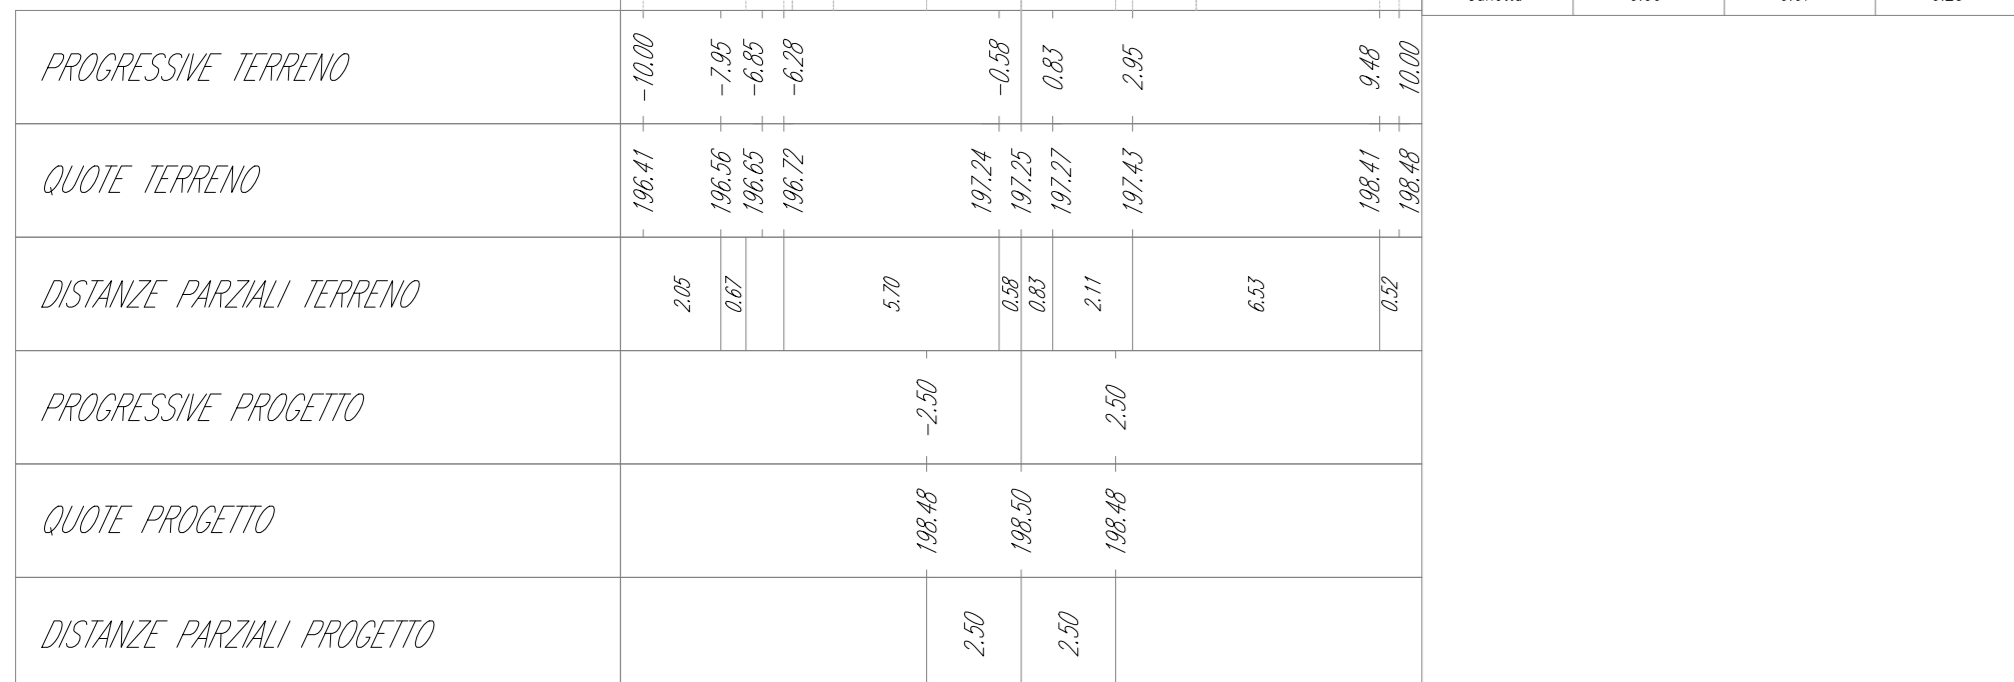 PROGRESSIVE TERRENO -10.00 -7.95 -6.85 -6.28 -0.58 0.83 2.95 9.48 10.00
QUOTE TERRENO 196.41 196.56 196.65 196.72 197.24 197.25 197.27 197.43 198.41 198.48
DISTANZE PARZIALI TERRENO 2.05 0.67 5.70 0.58 0.83 2.11 6.53 0.52
PROGRESSIVE PROGETTO -2.50 2.50
QUOTE PROGETTO 198.48 198.50 198.48
DISTANZE PARZIALI PROGETTO 2.50 2.50